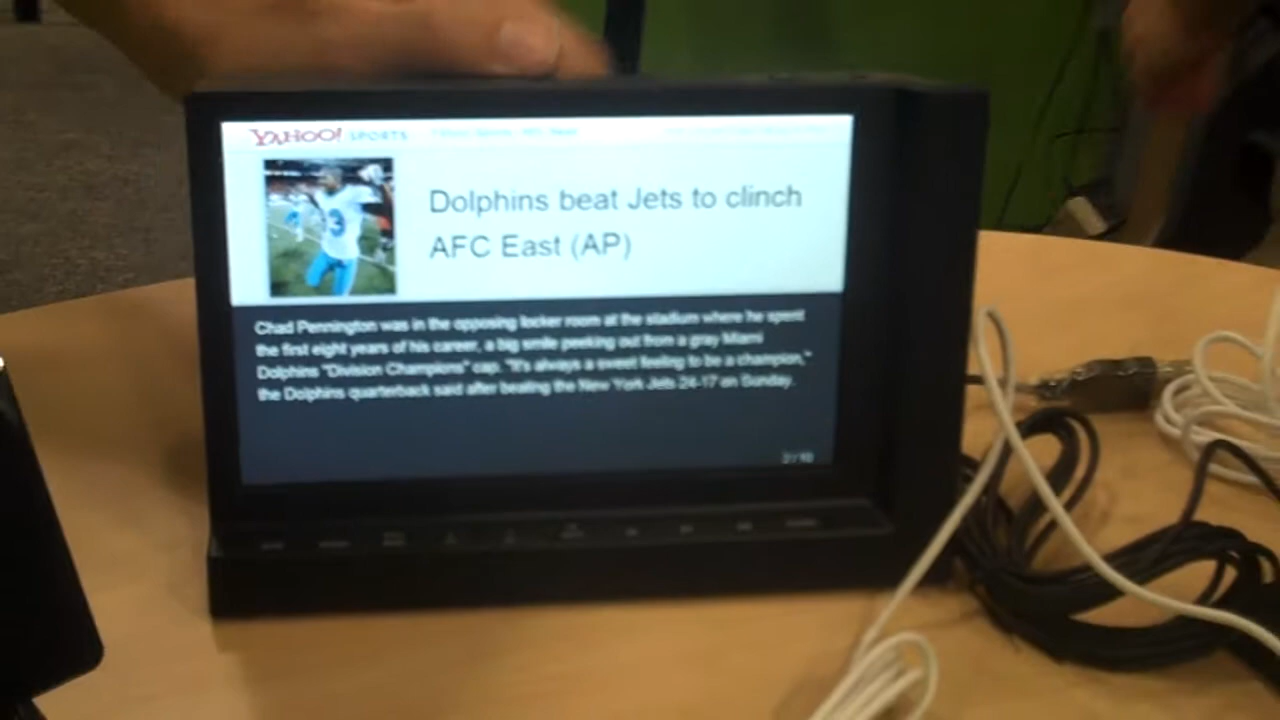 YAHOO! SPORTS
Dolphins beat Jets to clinch
AFC East (AP)
Chad Pennington was in the opposing locker room at the stadium where he spent
the first eight years of his career, a big smile peeking out from a gray Miami
Dolphins "Division Champions" cap. "It's always a sweet feeling to be a champion,"
the Dolphins quarterback said after beating the New York Jets 24-17 on Sunday.
2 / 10